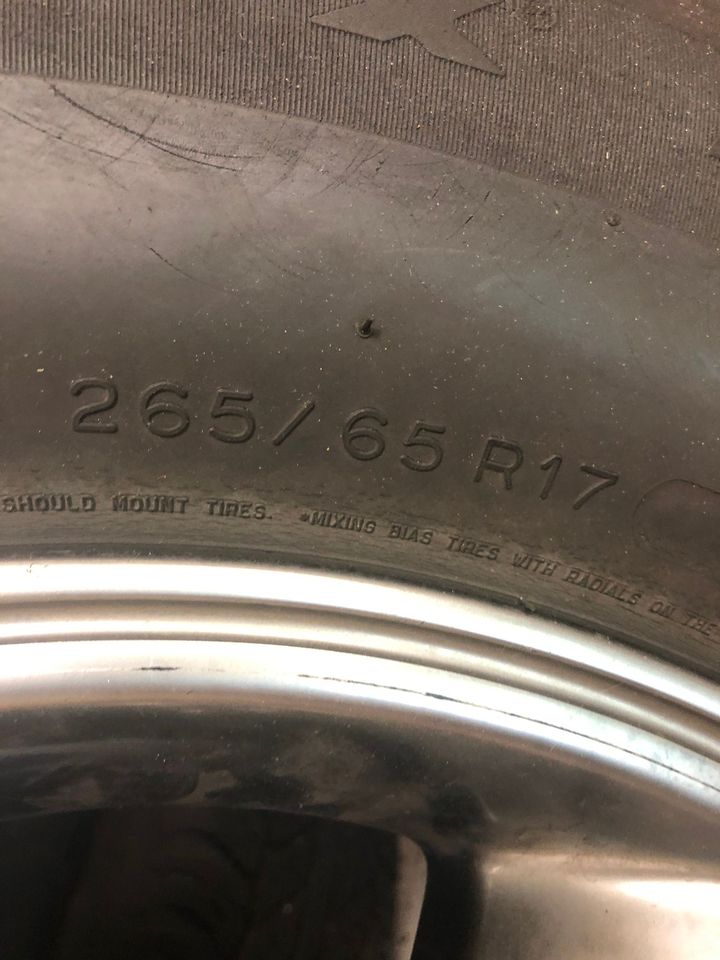 265/65 R17
SHOULD MOUNT TIRES. *MIXING BIAS TIRES WITH RADIALS ON THE